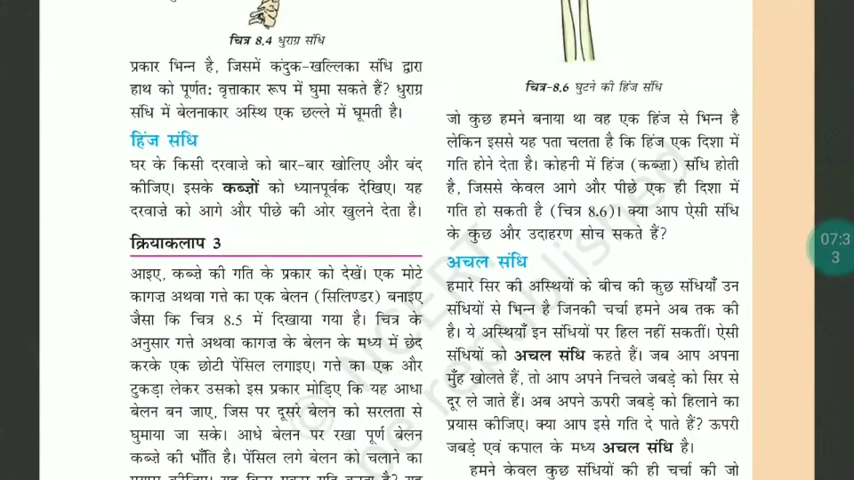 चित्र 8.4 धुराग्र संधि
प्रकार भिन्न है, जिसमें कंदुक-खल्लिका संधि द्वारा
हाथ को पूर्णतः वृत्ताकार रूप में घुमा सकते हैं? धुराग्र
संधि में बेलनाकार अस्थि एक छल्ले में घूमती है।
हिंज संधि
घर के किसी दरवाज़े को बार-बार खोलिए और बंद
कीजिए। इसके कब्ज़ों को ध्यानपूर्वक देखिए। यह
दरवाज़े को आगे और पीछे की ओर खुलने देता है।
क्रियाकलाप 3
आइए, कब्ज़े की गति के प्रकार को देखें। एक मोटे
कागज़ अथवा गत्ते का एक बेलन (सिलिण्डर) बनाइए
जैसा कि चित्र 8.5 में दिखाया गया है। चित्र के
अनुसार गत्ते अथवा कागज़ के बेलन के मध्य में छेद
करके एक छोटी पेंसिल लगाइए। गत्ते का एक और
टुकड़ा लेकर उसको इस प्रकार मोड़िए कि यह आधा
बेलन बन जाए, जिस पर दूसरे बेलन को सरलता से
घुमाया जा सके। आधे बेलन पर रखा पूर्ण बेलन
कब्ज़े की भाँति है। पेंसिल लगे बेलन को चलाने का
चित्र-8.6 घुटने की हिंज संधि
जो कुछ हमने बनाया था वह एक हिंज से भिन्न है
लेकिन इससे यह पता चलता है कि हिंज एक दिशा में
गति होने देता है। कोहनी में हिंज (कब्ज़ा) संधि होती
है, जिससे केवल आगे और पीछे एक ही दिशा में
गति हो सकती है (चित्र 8.6)। क्या आप ऐसी संधि
के कुछ और उदाहरण सोच सकते हैं?
अचल संधि
हमारे सिर की अस्थियों के बीच की कुछ संधियाँ उन
संधियों से भिन्न है जिनकी चर्चा हमने अब तक की
है। ये अस्थियाँ इन संधियों पर हिल नहीं सकतीं। ऐसी
संधियों को अचल संधि कहते हैं। जब आप अपना
मुँह खोलते हैं, तो आप अपने निचले जबड़े को सिर से
दूर ले जाते हैं। अब अपने ऊपरी जबड़े को हिलाने का
प्रयास कीजिए। क्या आप इसे गति दे पाते हैं? ऊपरी
जबड़े एवं कपाल के मध्य अचल संधि है।
हमने केवल कुछ संधियों की ही चर्चा की जो
© NCERT
be republished
07:3
3